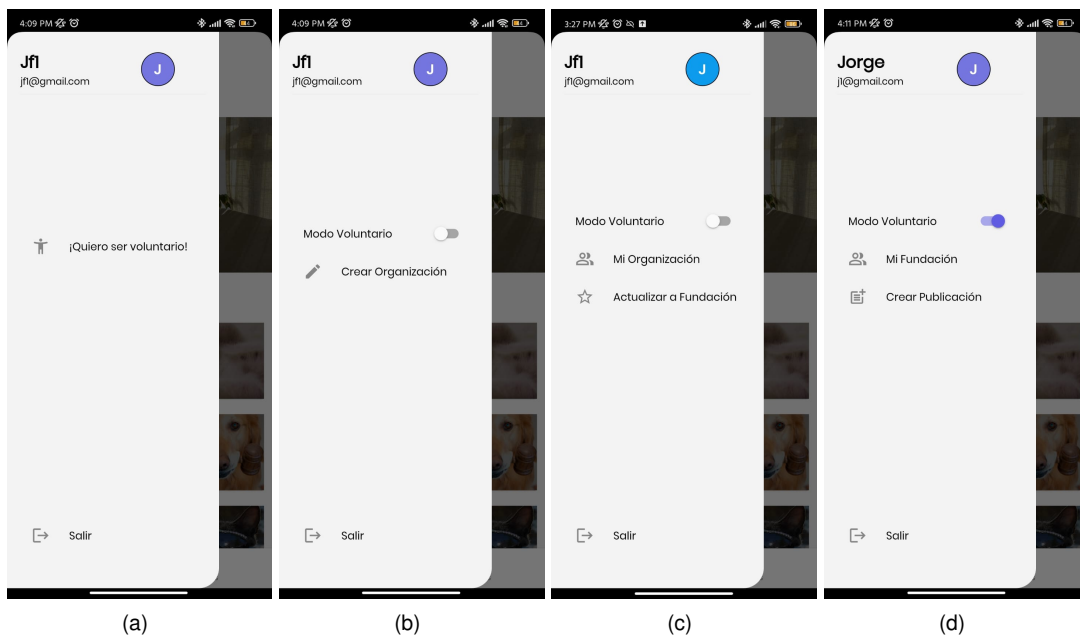 4:09 PM
Jf1
J
jf1@gmail.com
¡Quiero ser voluntario!
Salir
(a)
4:09 PM
Jf1
J
jf1@gmail.com
Modo Voluntario
Crear Organización
Salir
(b)
3:27 PM
Jf1
J
jf1@gmail.com
Modo Voluntario
Mi Organización
Actualizar a Fundación
Salir
(c)
4:11 PM
Jorge
J
j1@gmail.com
Modo Voluntario
Mi Fundación
Crear Publicación
Salir
(d)